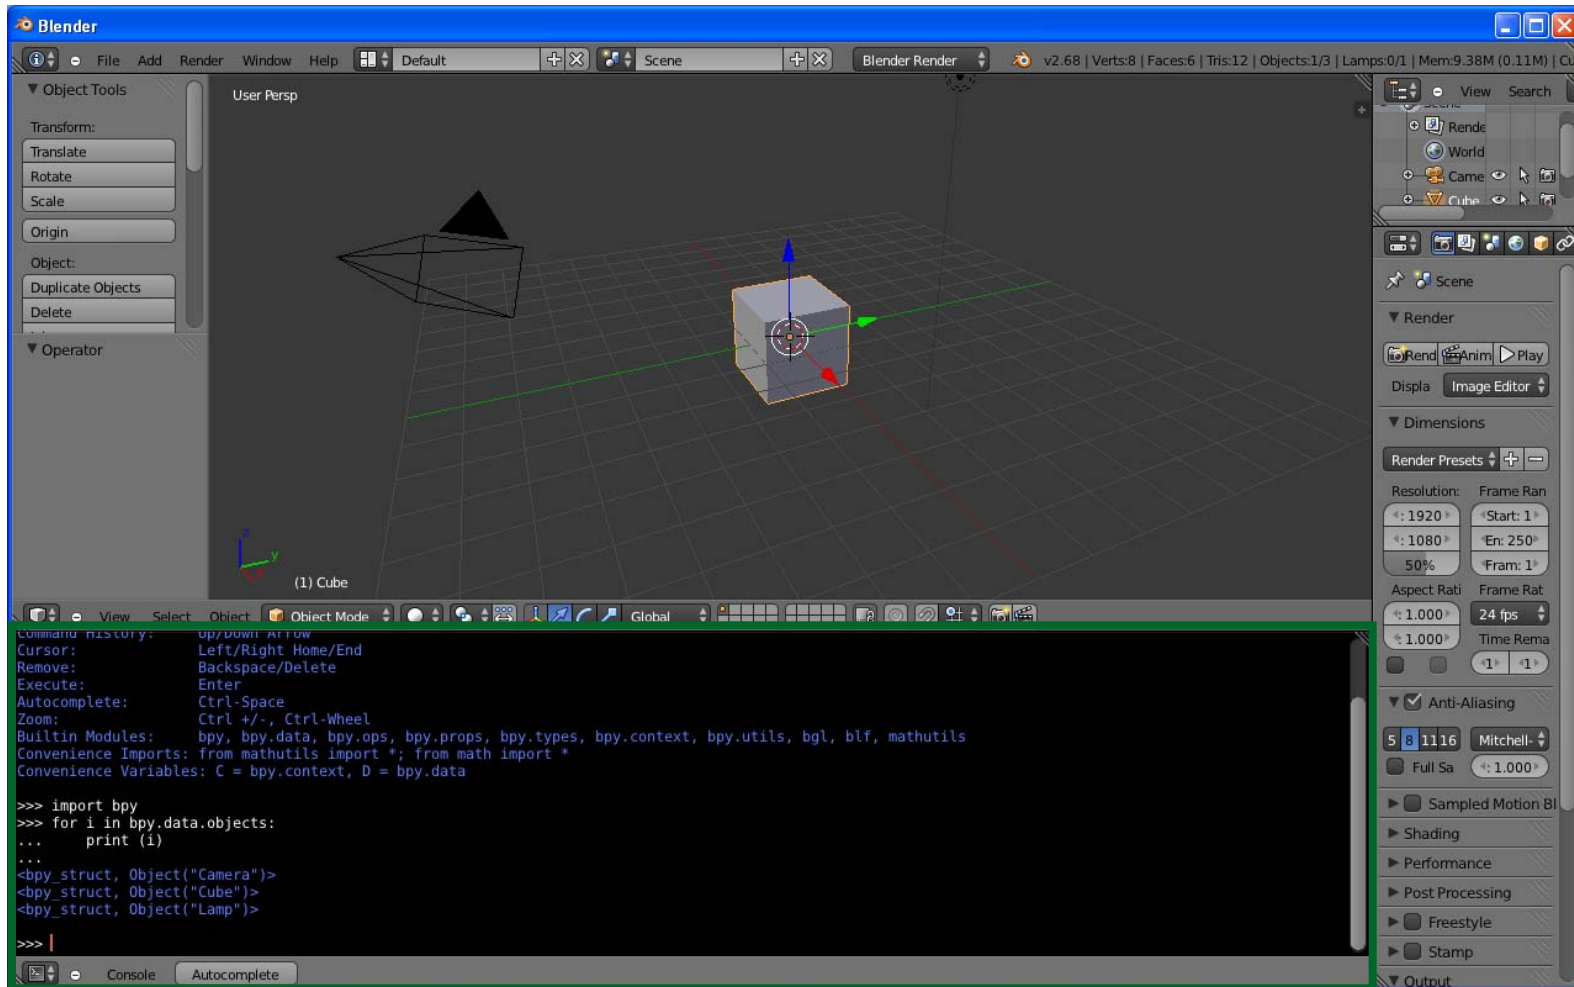 Blender
File Add Render Window Help Default Scene Blender Render v2.68 | Verts:8 | Faces:6 | Tris:12 | Objects:1/3 | Lamps:0/1 | Mem:9.38M (0.11M) | Cu
Object Tools
Transform:
Translate
Rotate
Scale
Origin
Object:
Duplicate Objects
Delete
Operator
User Persp
z
y
(1) Cube
View Select Object Object Mode Global
Command History: Up/Down Arrow
Cursor: Left/Right Home/End
Remove: Backspace/Delete
Execute: Enter
Autocomplete: Ctrl-Space
Zoom: Ctrl +/-, Ctrl-Wheel
Builtin Modules: bpy, bpy.data, bpy.ops, bpy.props, bpy.types, bpy.context, bpy.utils, bgl, blf, mathutils
Convenience Imports: from mathutils import *; from math import *
Convenience Variables: C = bpy.context, D = bpy.data
>>> import bpy
>>> for i in bpy.data.objects:
... print (i)
...
<bpy_struct, Object("Camera")>
<bpy_struct, Object("Cube")>
<bpy_struct, Object("Lamp")>
>>>
Console Autocomplete
View Search
Scene
Rende
World
Came
Cube
Scene
Render
Rend Anim Play
Displa Image Editor
Dimensions
Render Presets
Resolution: Frame Ran
: 1920 Start: 1
: 1080 En: 250
50% Fram: 1
Aspect Rati Frame Rat
: 1.000 24 fps
: 1.000 Time Rema
1 1
Anti-Aliasing
5 8 11 16 Mitchell-
Full Sa : 1.000
Sampled Motion Bl
Shading
Performance
Post Processing
Freestyle
Stamp
Output